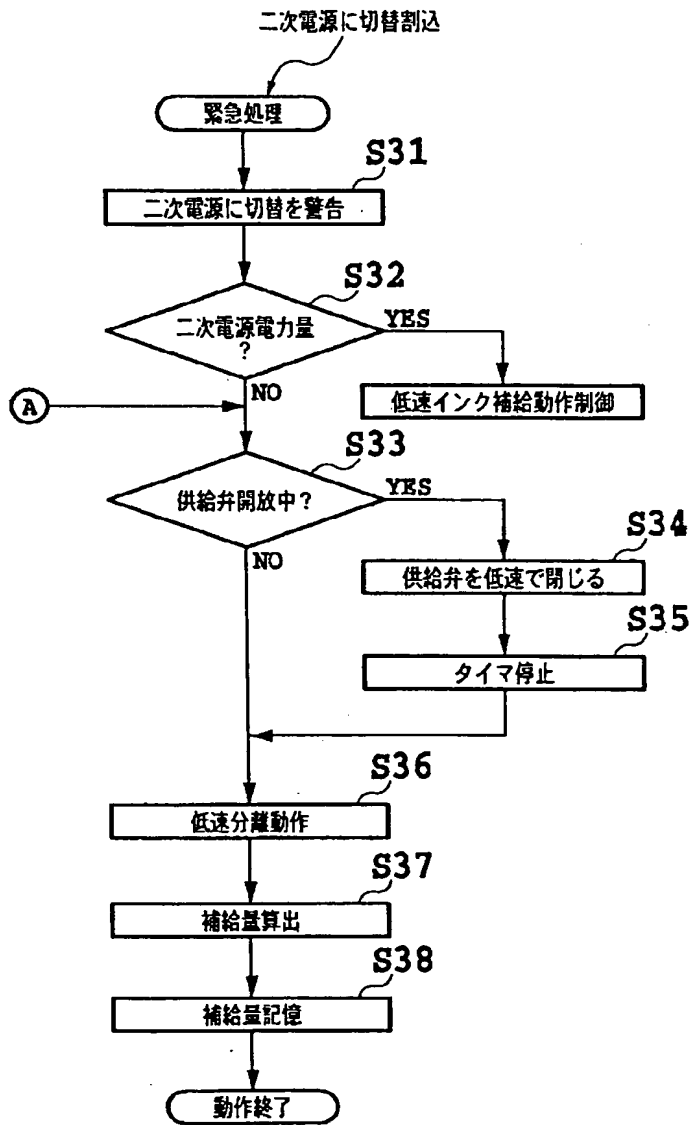 二次電源に切替割込
緊急処理
S31
二次電源に切替を警告
S32
二次電源電力量
?
YES
NO
A
低速インク補給動作制御
S33
供給弁開放中?
YES
NO
S34
供給弁を低速で閉じる
S35
タイマ停止
S36
低速分離動作
S37
補給量算出
S38
補給量記憶
動作終了